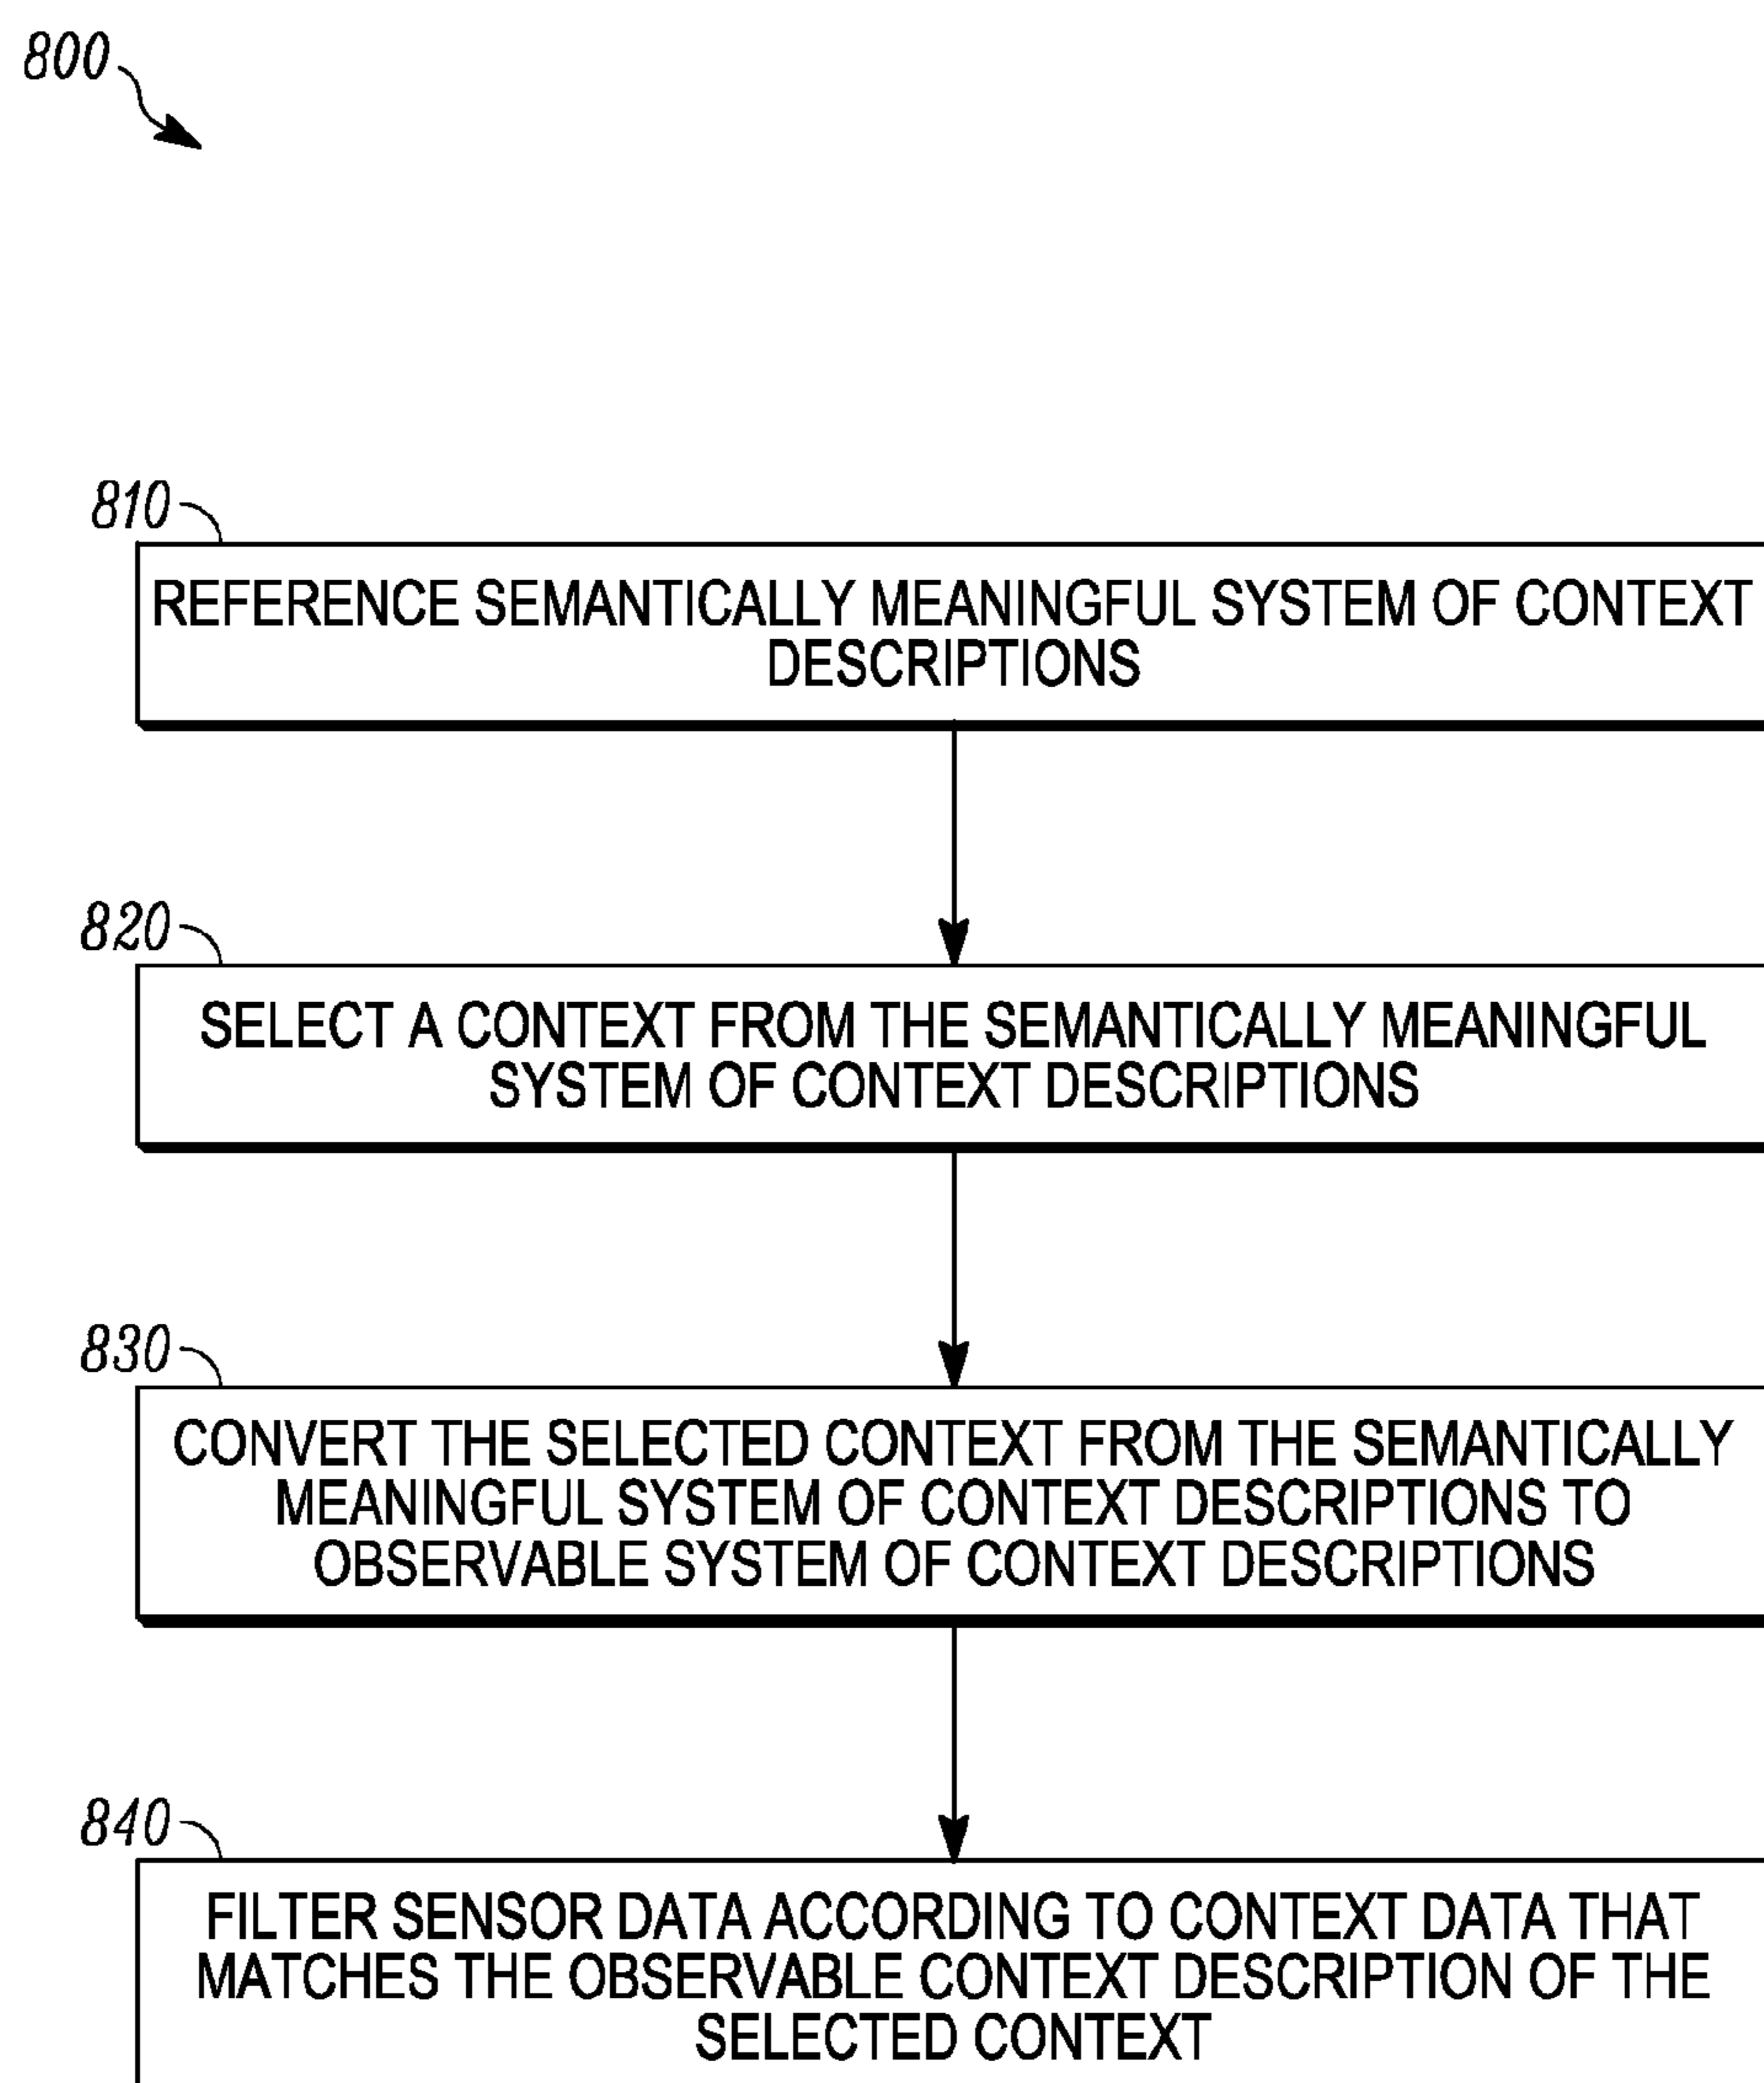 800
810
REFERENCE SEMANTICALLY MEANINGFUL SYSTEM OF CONTEXT
DESCRIPTIONS
820
SELECT A CONTEXT FROM THE SEMANTICALLY MEANINGFUL
SYSTEM OF CONTEXT DESCRIPTIONS
830
CONVERT THE SELECTED CONTEXT FROM THE SEMANTICALLY
MEANINGFUL SYSTEM OF CONTEXT DESCRIPTIONS TO
OBSERVABLE SYSTEM OF CONTEXT DESCRIPTIONS
840
FILTER SENSOR DATA ACCORDING TO CONTEXT DATA THAT
MATCHES THE OBSERVABLE CONTEXT DESCRIPTION OF THE
SELECTED CONTEXT